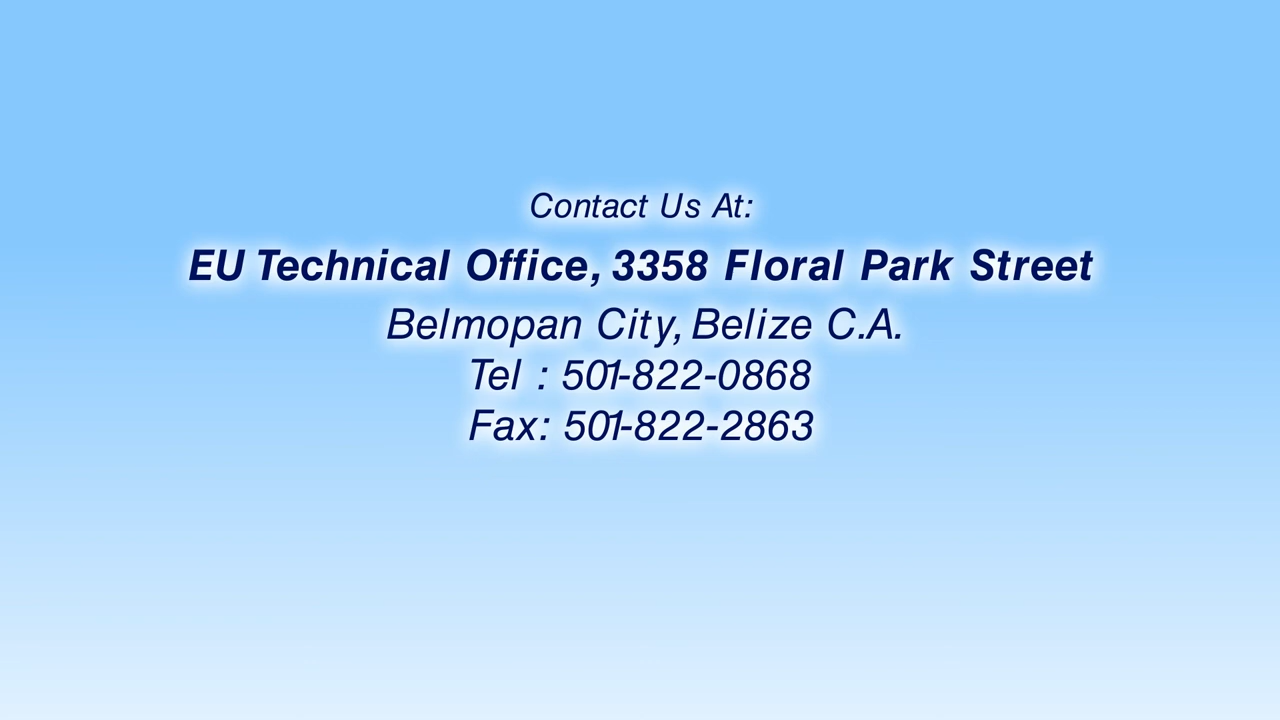 Contact Us At:
EU Technical Office, 3358 Floral Park Street
Belmopan City, Belize C.A.
Tel : 501-822-0868
Fax: 501-822-2863